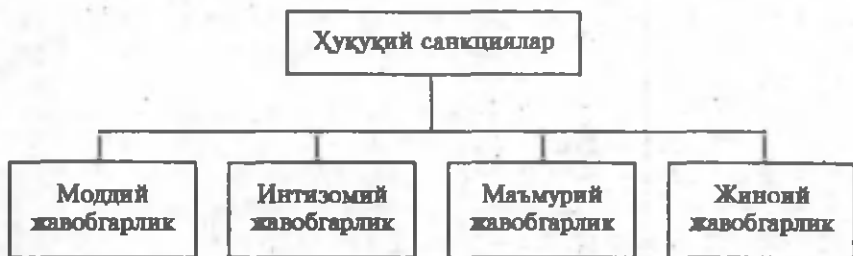 Ҳуқуқий санкциялар
Моддий
жавобгарлик
Интизомий
жавобгарлик
Маъмурий
жавобгарлик
Жиноий
жавобгарлик